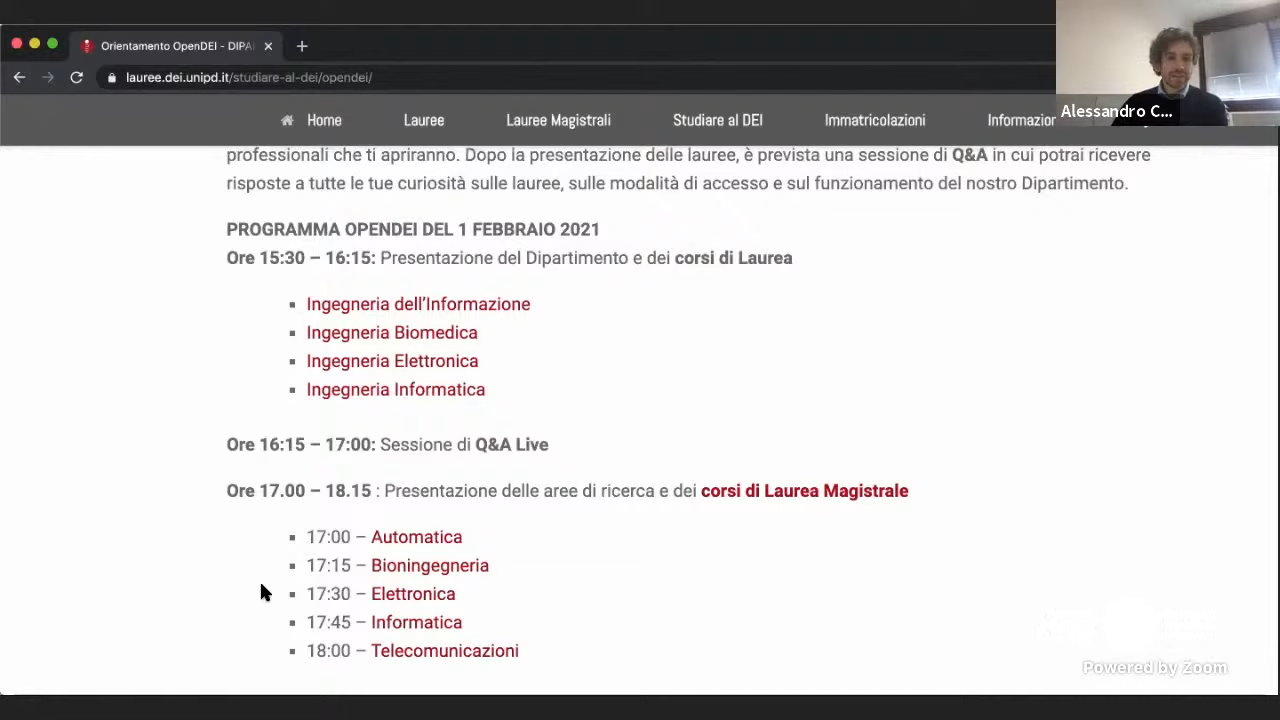 Orientamento OpenDEI - DIPA
lauree.dei.unipd.it/studiare-al-dei/opendei/
Alessandro C...
Home Lauree Lauree Magistrali Studiare al DEI Immatricolazioni
professionali che ti apriranno. Dopo la presentazione delle lauree, è prevista una sessione di Q&A in cui potrai ricevere
risposte a tutte le tue curiosità sulle lauree, sulle modalità di accesso e sul funzionamento del nostro Dipartimento.
PROGRAMMA OPENDEI DEL 1 FEBBRAIO 2021
Ore 15:30 – 16:15: Presentazione del Dipartimento e dei corsi di Laurea
Ingegneria dell'Informazione
Ingegneria Biomedica
Ingegneria Elettronica
Ingegneria Informatica
Ore 16:15 – 17:00: Sessione di Q&A Live
Ore 17.00 – 18.15 : Presentazione delle aree di ricerca e dei corsi di Laurea Magistrale
17:00 – Automatica
17:15 – Bioningegneria
17:30 – Elettronica
17:45 – Informatica
18:00 – Telecomunicazioni
Powered by Zoom